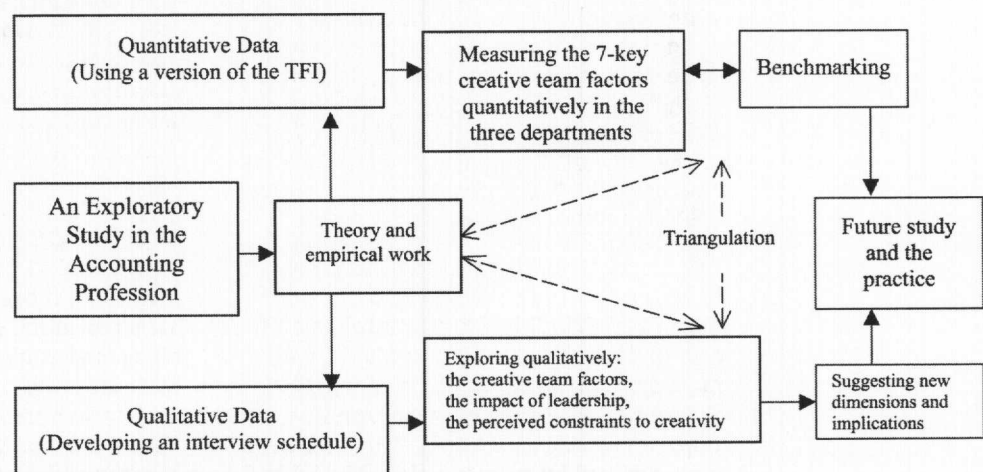 Quantitative Data
(Using a version of the TFI)
Measuring the 7-key
creative team factors
quantitatively in the
three departments
Benchmarking
An Exploratory
Study in the
Accounting
Profession
Theory and
empirical work
Triangulation
Future study
and the
practice
Qualitative Data
(Developing an interview schedule)
Exploring qualitatively:
the creative team factors,
the impact of leadership,
the perceived constraints to creativity
Suggesting new
dimensions and
implications